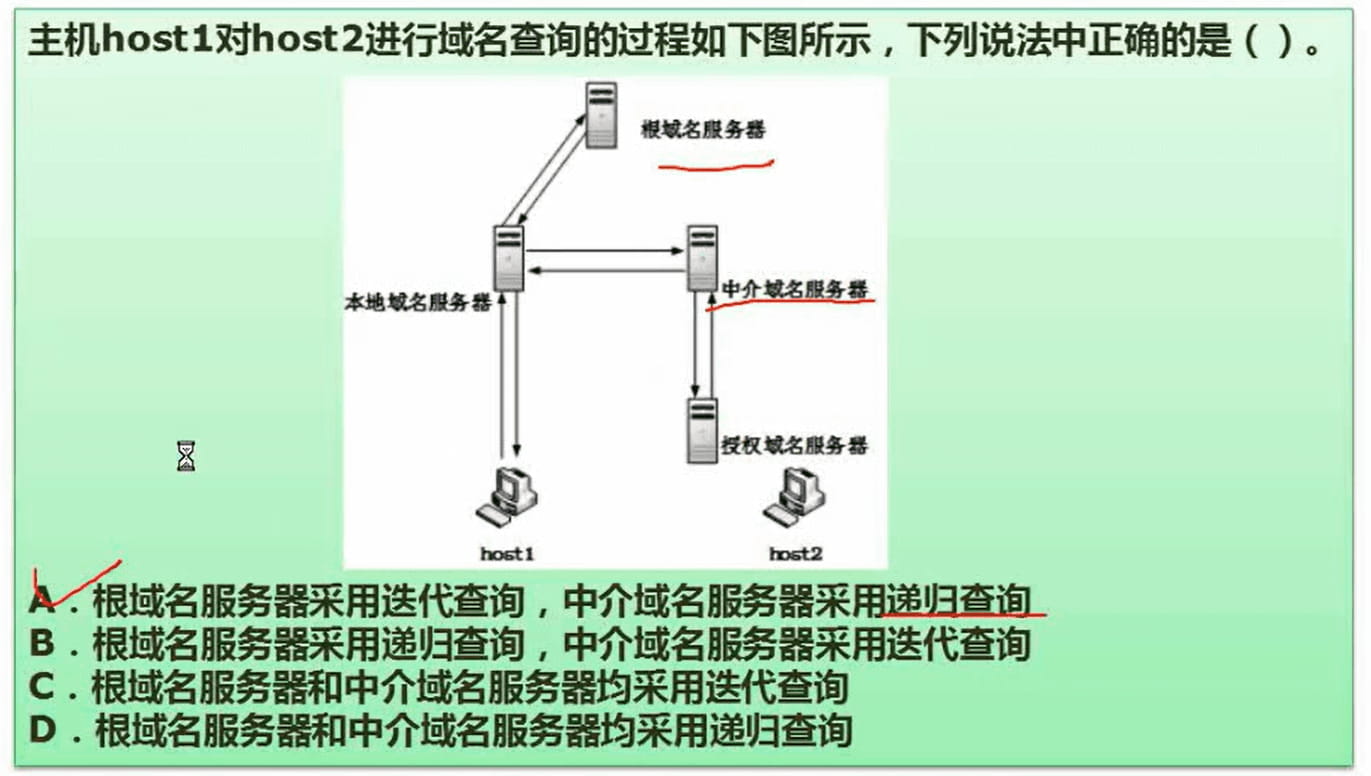 主机host1对host2进行域名查询的过程如下图所示，下列说法中正确的是（ ）。
根域名服务器
中介域名服务器
本地域名服务器
授权域名服务器
host1
host2
A．根域名服务器采用迭代查询，中介域名服务器采用递归查询
B．根域名服务器采用递归查询，中介域名服务器采用迭代查询
C．根域名服务器和中介域名服务器均采用迭代查询
D．根域名服务器和中介域名服务器均采用递归查询